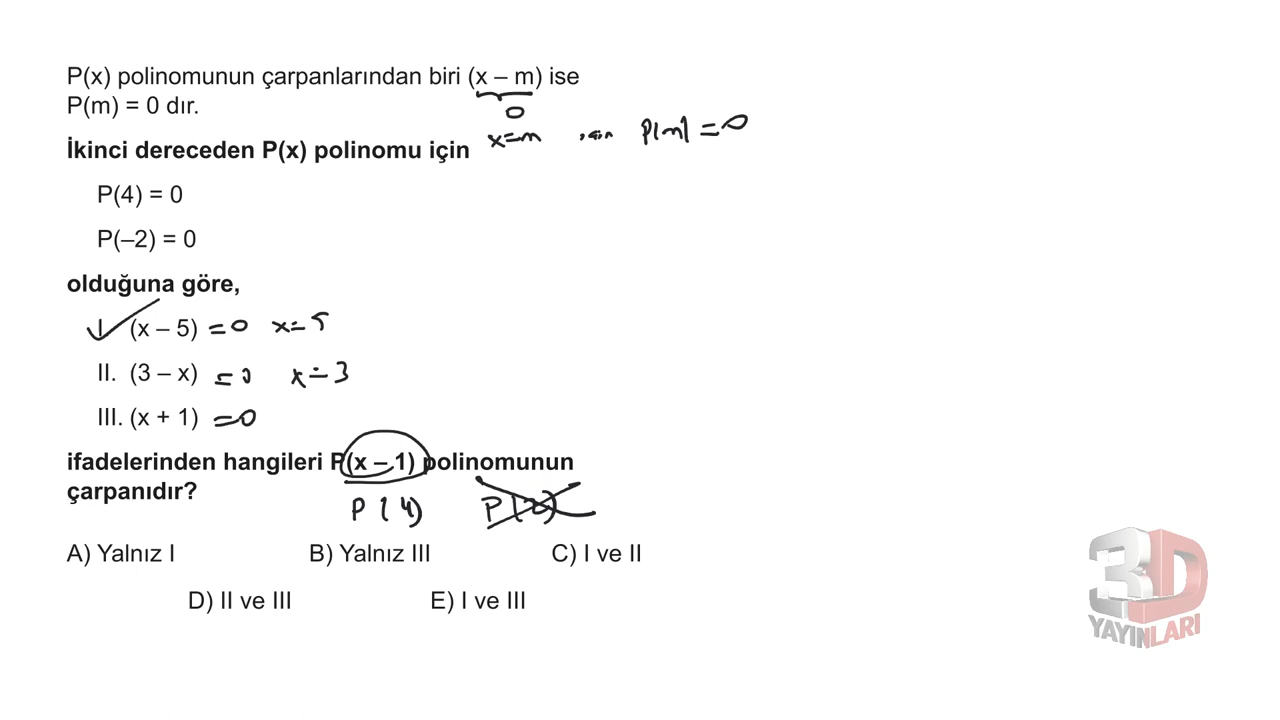 P(x) polinomunun çarpanlarından biri (x – m) ise
P(m) = 0 dır.
0
x=m için P(m) = 0
İkinci dereceden P(x) polinomu için
P(4) = 0
P(–2) = 0
olduğuna göre,
I. (x – 5) = 0 x = 5
II. (3 – x) = 0 x = 3
III. (x + 1) = 0
ifadelerinden hangileri P(x – 1) polinomunun
çarpanıdır?
P(4) P(2)
A) Yalnız I B) Yalnız III C) I ve II
D) II ve III E) I ve III
3D
YAYINLARI